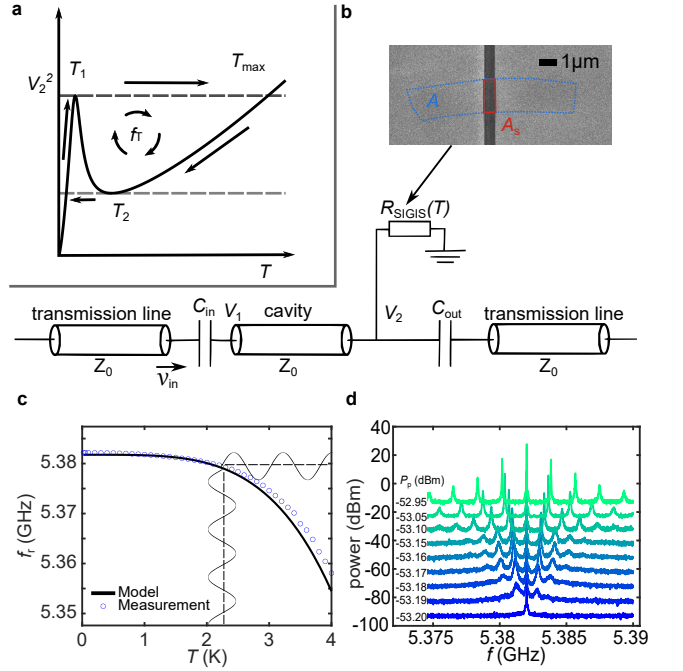 a
V₂²
T₁
T_max
f_T
T₂
T
b
1µm
A
A_s
R_SIGIS(T)
transmission line
C_in
V₁
cavity
V₂
C_out
transmission line
Z₀
v_in
Z₀
Z₀
c
5.38
5.37
5.36
5.35
f_r (GHz)
Model
Measurement
0
1
2
3
4
T (K)
d
40
20
0
-20
-40
-60
-80
-100
power (dBm)
P_p (dBm)
-52.95
-53.05
-53.10
-53.15
-53.16
-53.17
-53.18
-53.19
-53.20
5.375
5.38
5.385
5.39
f (GHz)